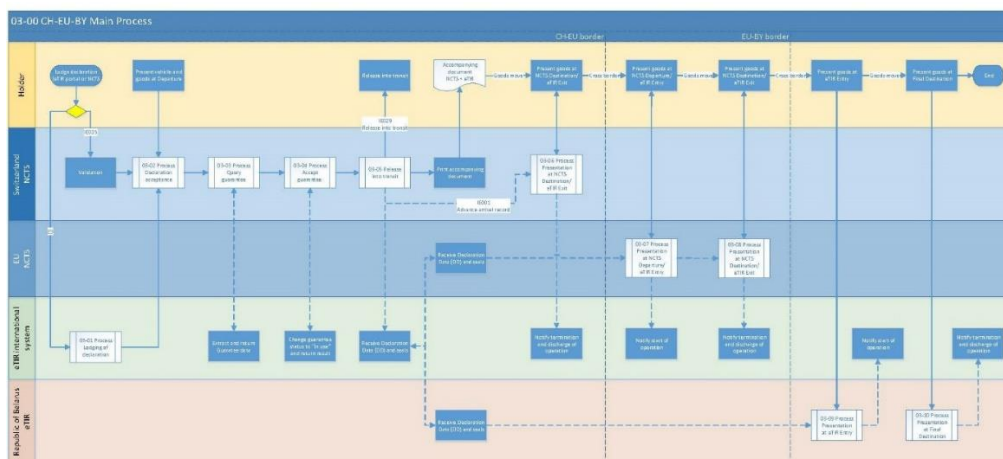 03-00 CH-EU-BY Main Process
CH-EU border
EU-BY border
Holder
Lodge declaration
eTIR portal or NCTS
Present vehicle and
goods at Departure
Release into transit
Accompanying
document
NCTS + eTIR
Goods move
Present goods at
NCTS Destination/
eTIR Exit
Cross border
Present goods at
NCTS Departure/
eTIR Entry
Goods move
Present goods at
NCTS Destination/
eTIR Exit
Cross border
Present goods at
eTIR Entry
Goods move
Present goods at
Final Destination
End
Switzerland
NCTS
Validation
03-02 Process
Declaration
acceptance
03-03 Process
Query
guarantee
03-04 Process
Accept
guarantee
Release into transit
03-05 Release
into transit
Print accompanying
document
Advance arrival record
03-06 Process
Presentation
at NCTS
Destination/
eTIR Exit
EU
NCTS
Receive Declaration
Data and seals
03-07 Process
Presentation
at NCTS
Departure/
eTIR Entry
03-08 Process
Presentation
at NCTS
Destination/
eTIR Exit
eTIR international
system
03-01 Process
Lodging of
declaration
Extract and return
Guarantee data
Change guarantee
status to "in use"
and return result
Receive Declaration
Data and seals
Notify termination
and discharge of
operation
Notify start of
operation
Notify termination
and discharge of
operation
Notify start of
operation
Notify termination
and discharge of
operation
Republic of Belarus
eTIR
Receive Declaration
Data and seals
03-09 Process
Presentation
at eTIR Entry
03-10 Process
Presentation
at Final
Destination